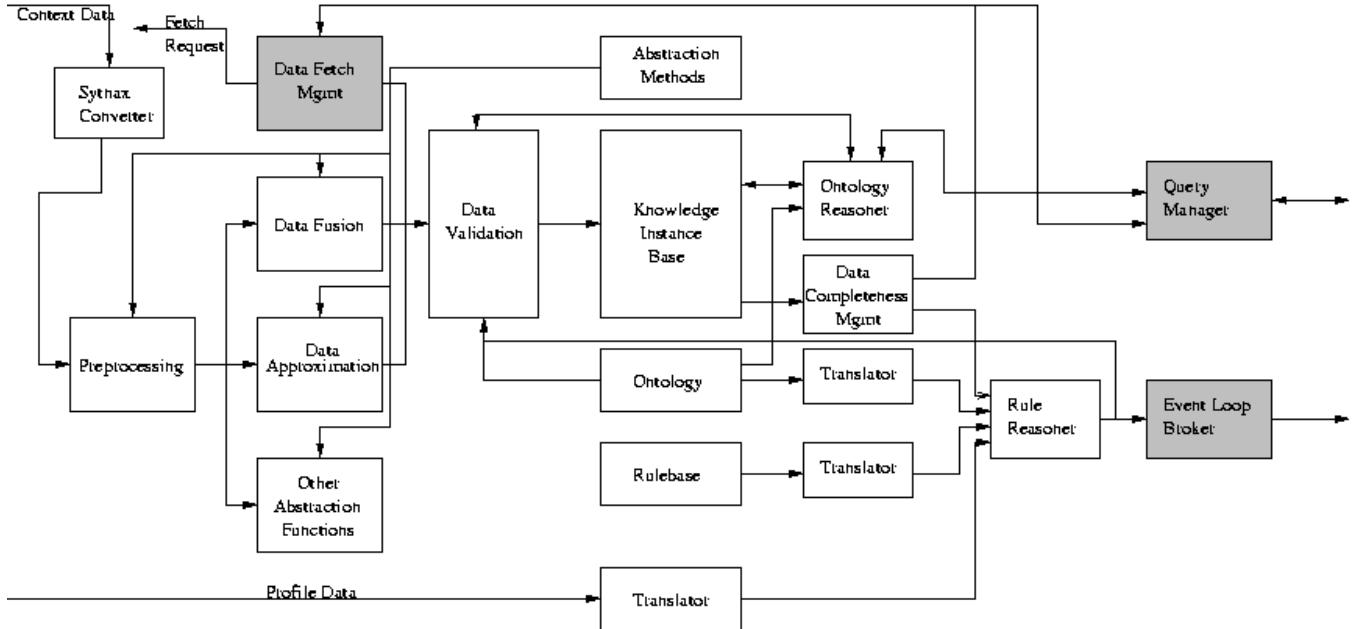 Context Data
Fetch
Request
Data Fetch
Mgmt
Abstraction
Methods
Sythax
Converter
Data Fusion
Data
Validation
Knowledge
Instance
Base
Ontology
Reasoner
Query
Manager
Data
Completeness
Mgmt
Preprocessing
Data
Approximation
Ontology
Translator
Rule
Reasoner
Event Loop
Broker
Other
Abstraction
Functions
Rulebase
Translator
Profile Data
Translator